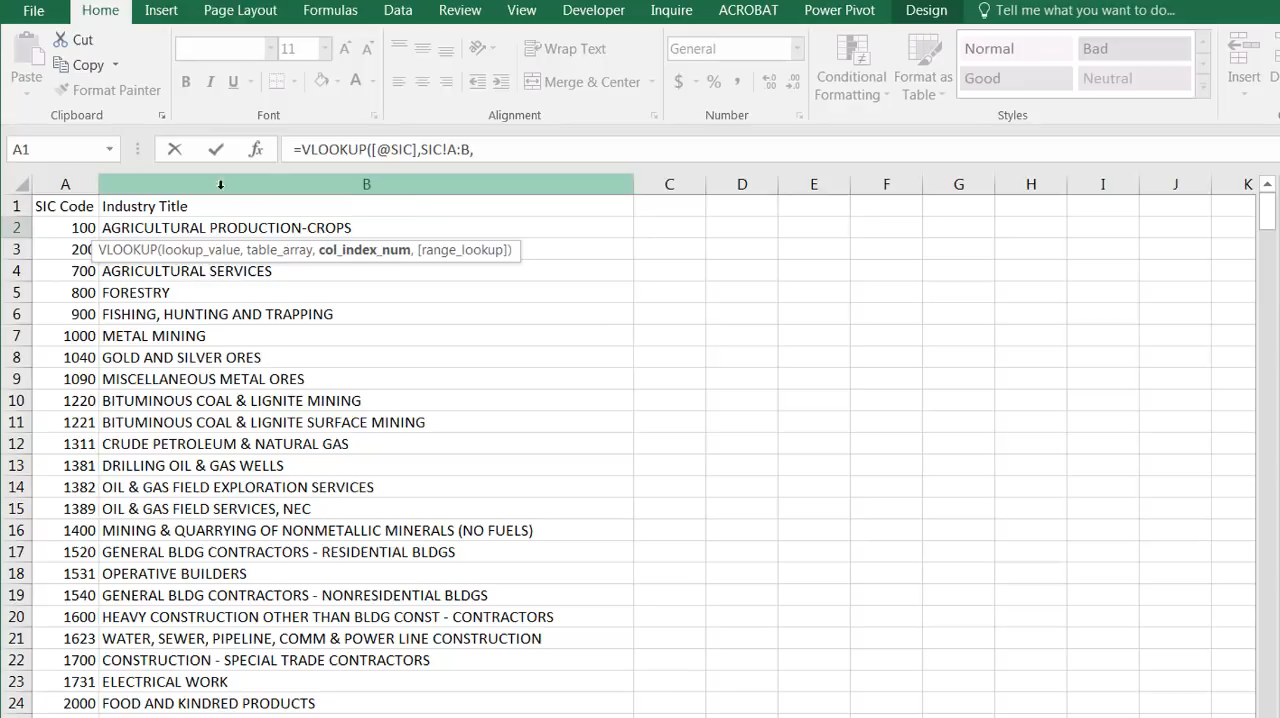 File Home Insert Page Layout Formulas Data Review View Developer Inquire ACROBAT Power Pivot Design Tell me what you want to do...
Paste Cut Copy Format Painter
Clipboard
11
B I U A
Font
Wrap Text
Merge & Center
Alignment
General
$ % ,
Number
Conditional Formatting
Format as Table
Normal Bad
Good Neutral
Styles
Insert
A1 fx =VLOOKUP([@SIC],SIC!A:B,
A B C D E F G H I J K
1 SIC Code Industry Title
2 100 AGRICULTURAL PRODUCTION-CROPS
3 200 VLOOKUP(lookup_value, table_array, col_index_num, [range_lookup])
4 700 AGRICULTURAL SERVICES
5 800 FORESTRY
6 900 FISHING, HUNTING AND TRAPPING
7 1000 METAL MINING
8 1040 GOLD AND SILVER ORES
9 1090 MISCELLANEOUS METAL ORES
10 1220 BITUMINOUS COAL & LIGNITE MINING
11 1221 BITUMINOUS COAL & LIGNITE SURFACE MINING
12 1311 CRUDE PETROLEUM & NATURAL GAS
13 1381 DRILLING OIL & GAS WELLS
14 1382 OIL & GAS FIELD EXPLORATION SERVICES
15 1389 OIL & GAS FIELD SERVICES, NEC
16 1400 MINING & QUARRYING OF NONMETALLIC MINERALS (NO FUELS)
17 1520 GENERAL BLDG CONTRACTORS - RESIDENTIAL BLDGS
18 1531 OPERATIVE BUILDERS
19 1540 GENERAL BLDG CONTRACTORS - NONRESIDENTIAL BLDGS
20 1600 HEAVY CONSTRUCTION OTHER THAN BLDG CONST - CONTRACTORS
21 1623 WATER, SEWER, PIPELINE, COMM & POWER LINE CONSTRUCTION
22 1700 CONSTRUCTION - SPECIAL TRADE CONTRACTORS
23 1731 ELECTRICAL WORK
24 2000 FOOD AND KINDRED PRODUCTS